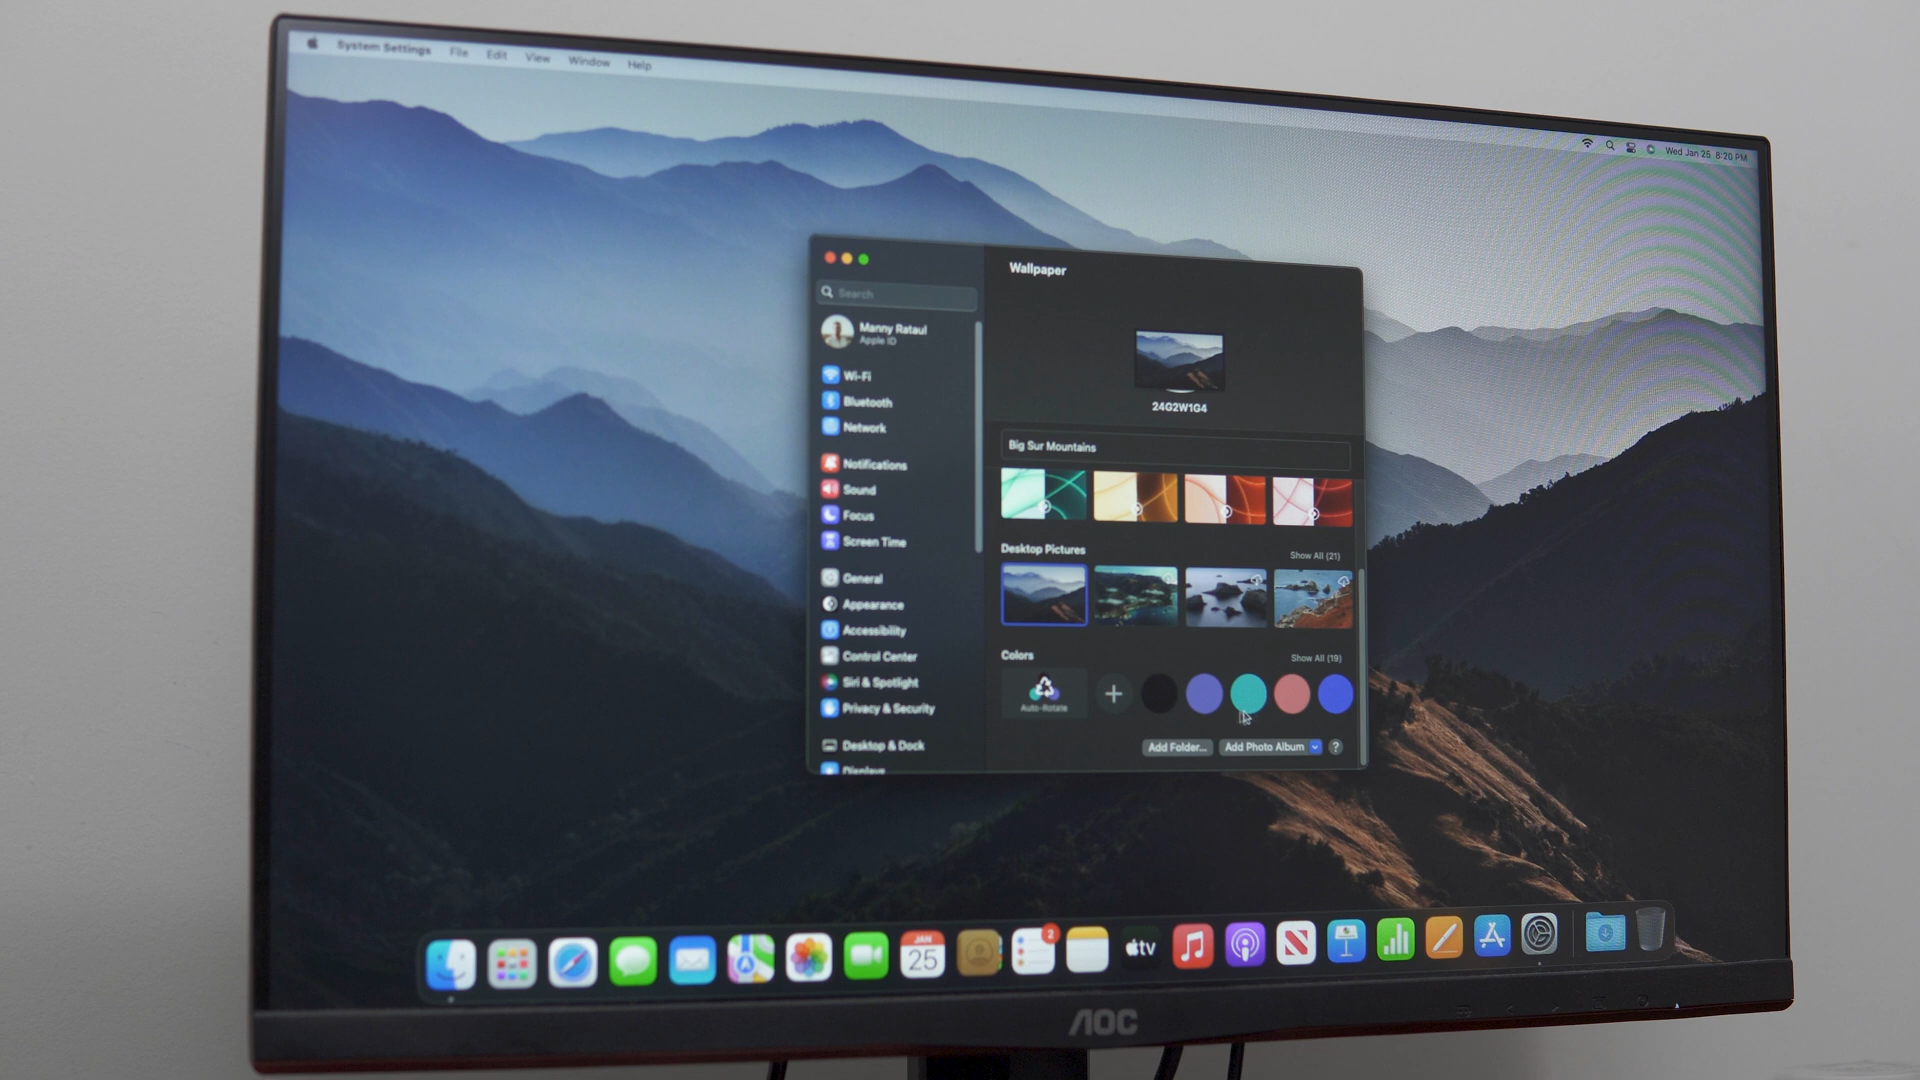 System Settings File Edit View Window Help
Wed Jan 25 8:20 PM
Search
Manny Rataul
Apple ID
Wi-Fi
Bluetooth
Network
Notifications
Sound
Focus
Screen Time
General
Appearance
Accessibility
Control Center
Siri & Spotlight
Privacy & Security
Desktop & Dock
Displays
Wallpaper
24G2W1G4
Big Sur Mountains
Desktop Pictures Show All (21)
Colors Show All (19)
Auto-Rotate
Add Folder... Add Photo Album ?
JAN
25
2
tv
AOC